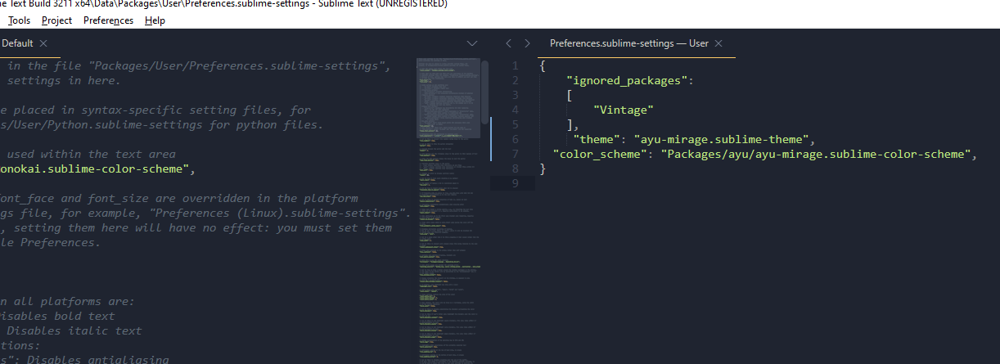 me Text Build 3211 x64\Data\Packages\User\Preferences.sublime-settings - Sublime Text (UNREGISTERED)
Tools Project Preferences Help
Default
Preferences.sublime-settings — User
in the file "Packages/User/Preferences.sublime-settings",
settings in here.
e placed in syntax-specific setting files, for
s/User/Python.sublime-settings for python files.
used within the text area
onokai.sublime-color-scheme",
font_face and font_size are overridden in the platform
gs file, for example, "Preferences (Linux).sublime-settings".
, setting them here will have no effect: you must set them
le Preferences.
n all platforms are:
Disables bold text
Disables italic text
tions:
s": Disables antialiasing
1 {
2 "ignored_packages":
3 [
4 "Vintage"
5 ],
6 "theme": "ayu-mirage.sublime-theme",
7 "color_scheme": "Packages/ayu/ayu-mirage.sublime-color-scheme",
8 }
9